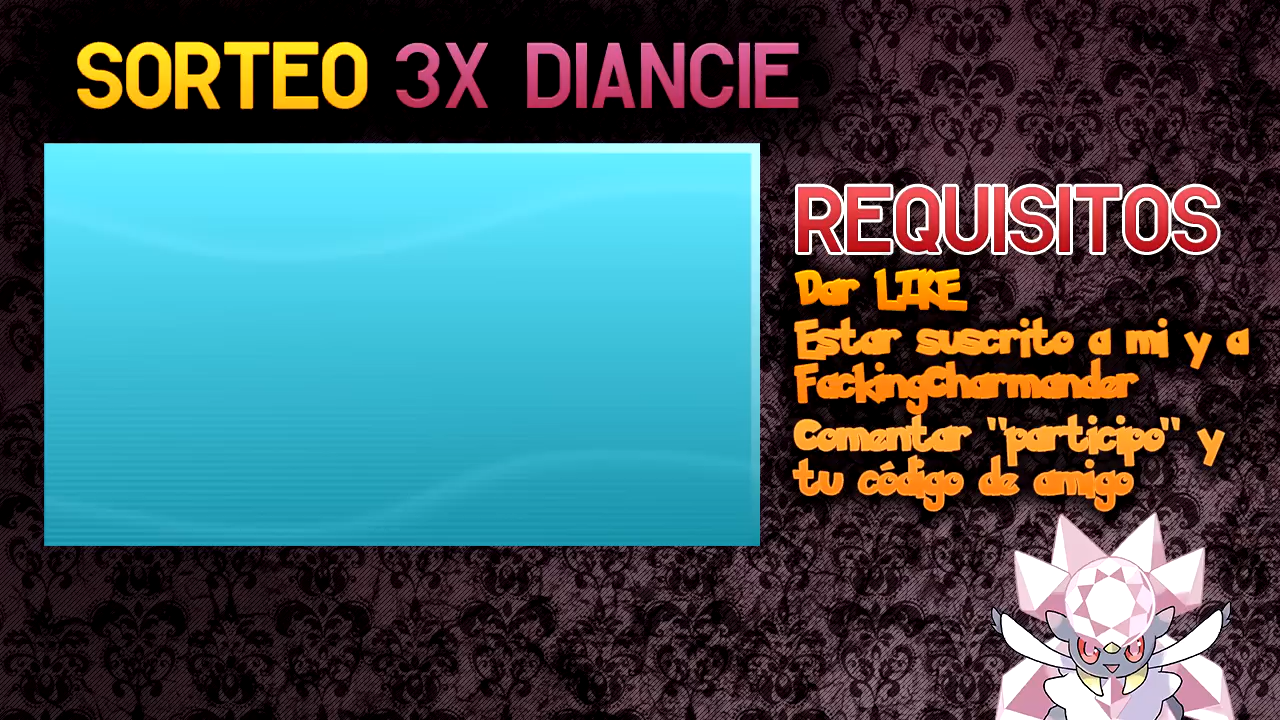 SORTEO 3X DIANCIE
REQUISITOS
Dar LIKE
Estar suscrito a mi y a
FackingCharmander
Comentar "participo" y
tu código de amigo